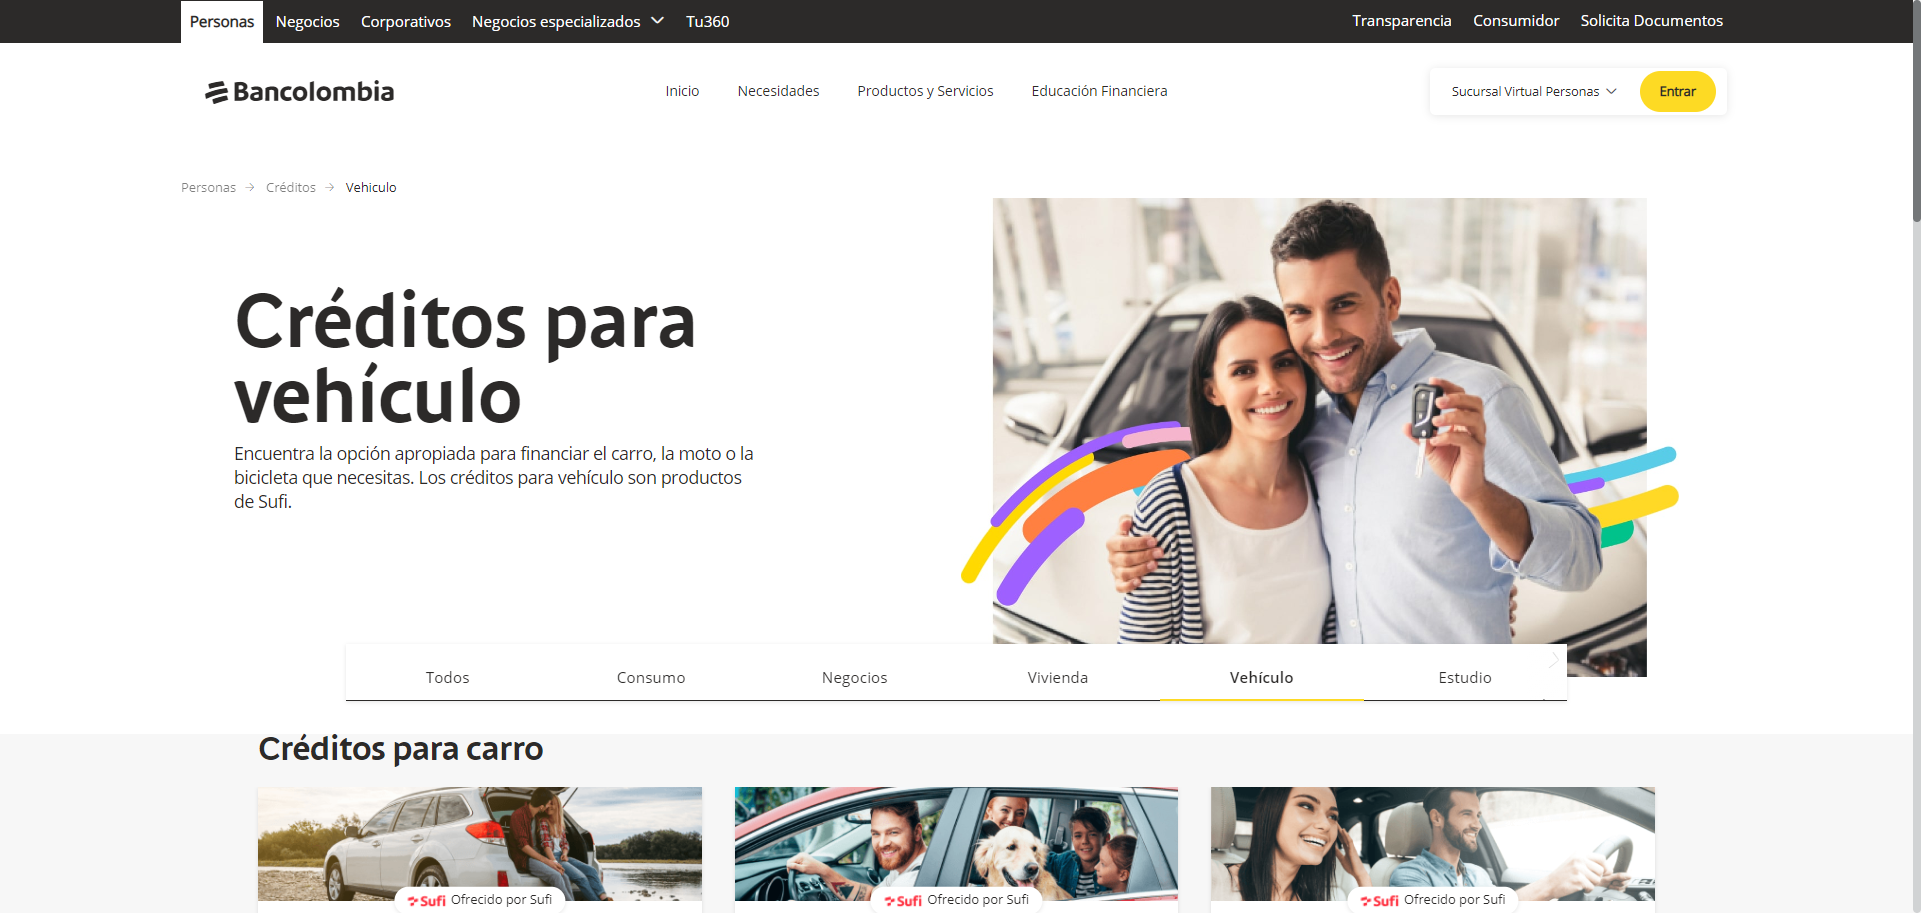 Personas Negocios Corporativos Negocios especializados Tu360 Transparencia Consumidor Solicita Documentos
Bancolombia Inicio Necesidades Productos y Servicios Educación Financiera Sucursal Virtual Personas Entrar
Personas → Créditos → Vehiculo
Créditos para
vehículo
Encuentra la opción apropiada para financiar el carro, la moto o la
bicicleta que necesitas. Los créditos para vehículo son productos
de Sufi.
Todos Consumo Negocios Vivienda Vehículo Estudio
Créditos para carro
Sufi Ofrecido por Sufi Sufi Ofrecido por Sufi Sufi Ofrecido por Sufi